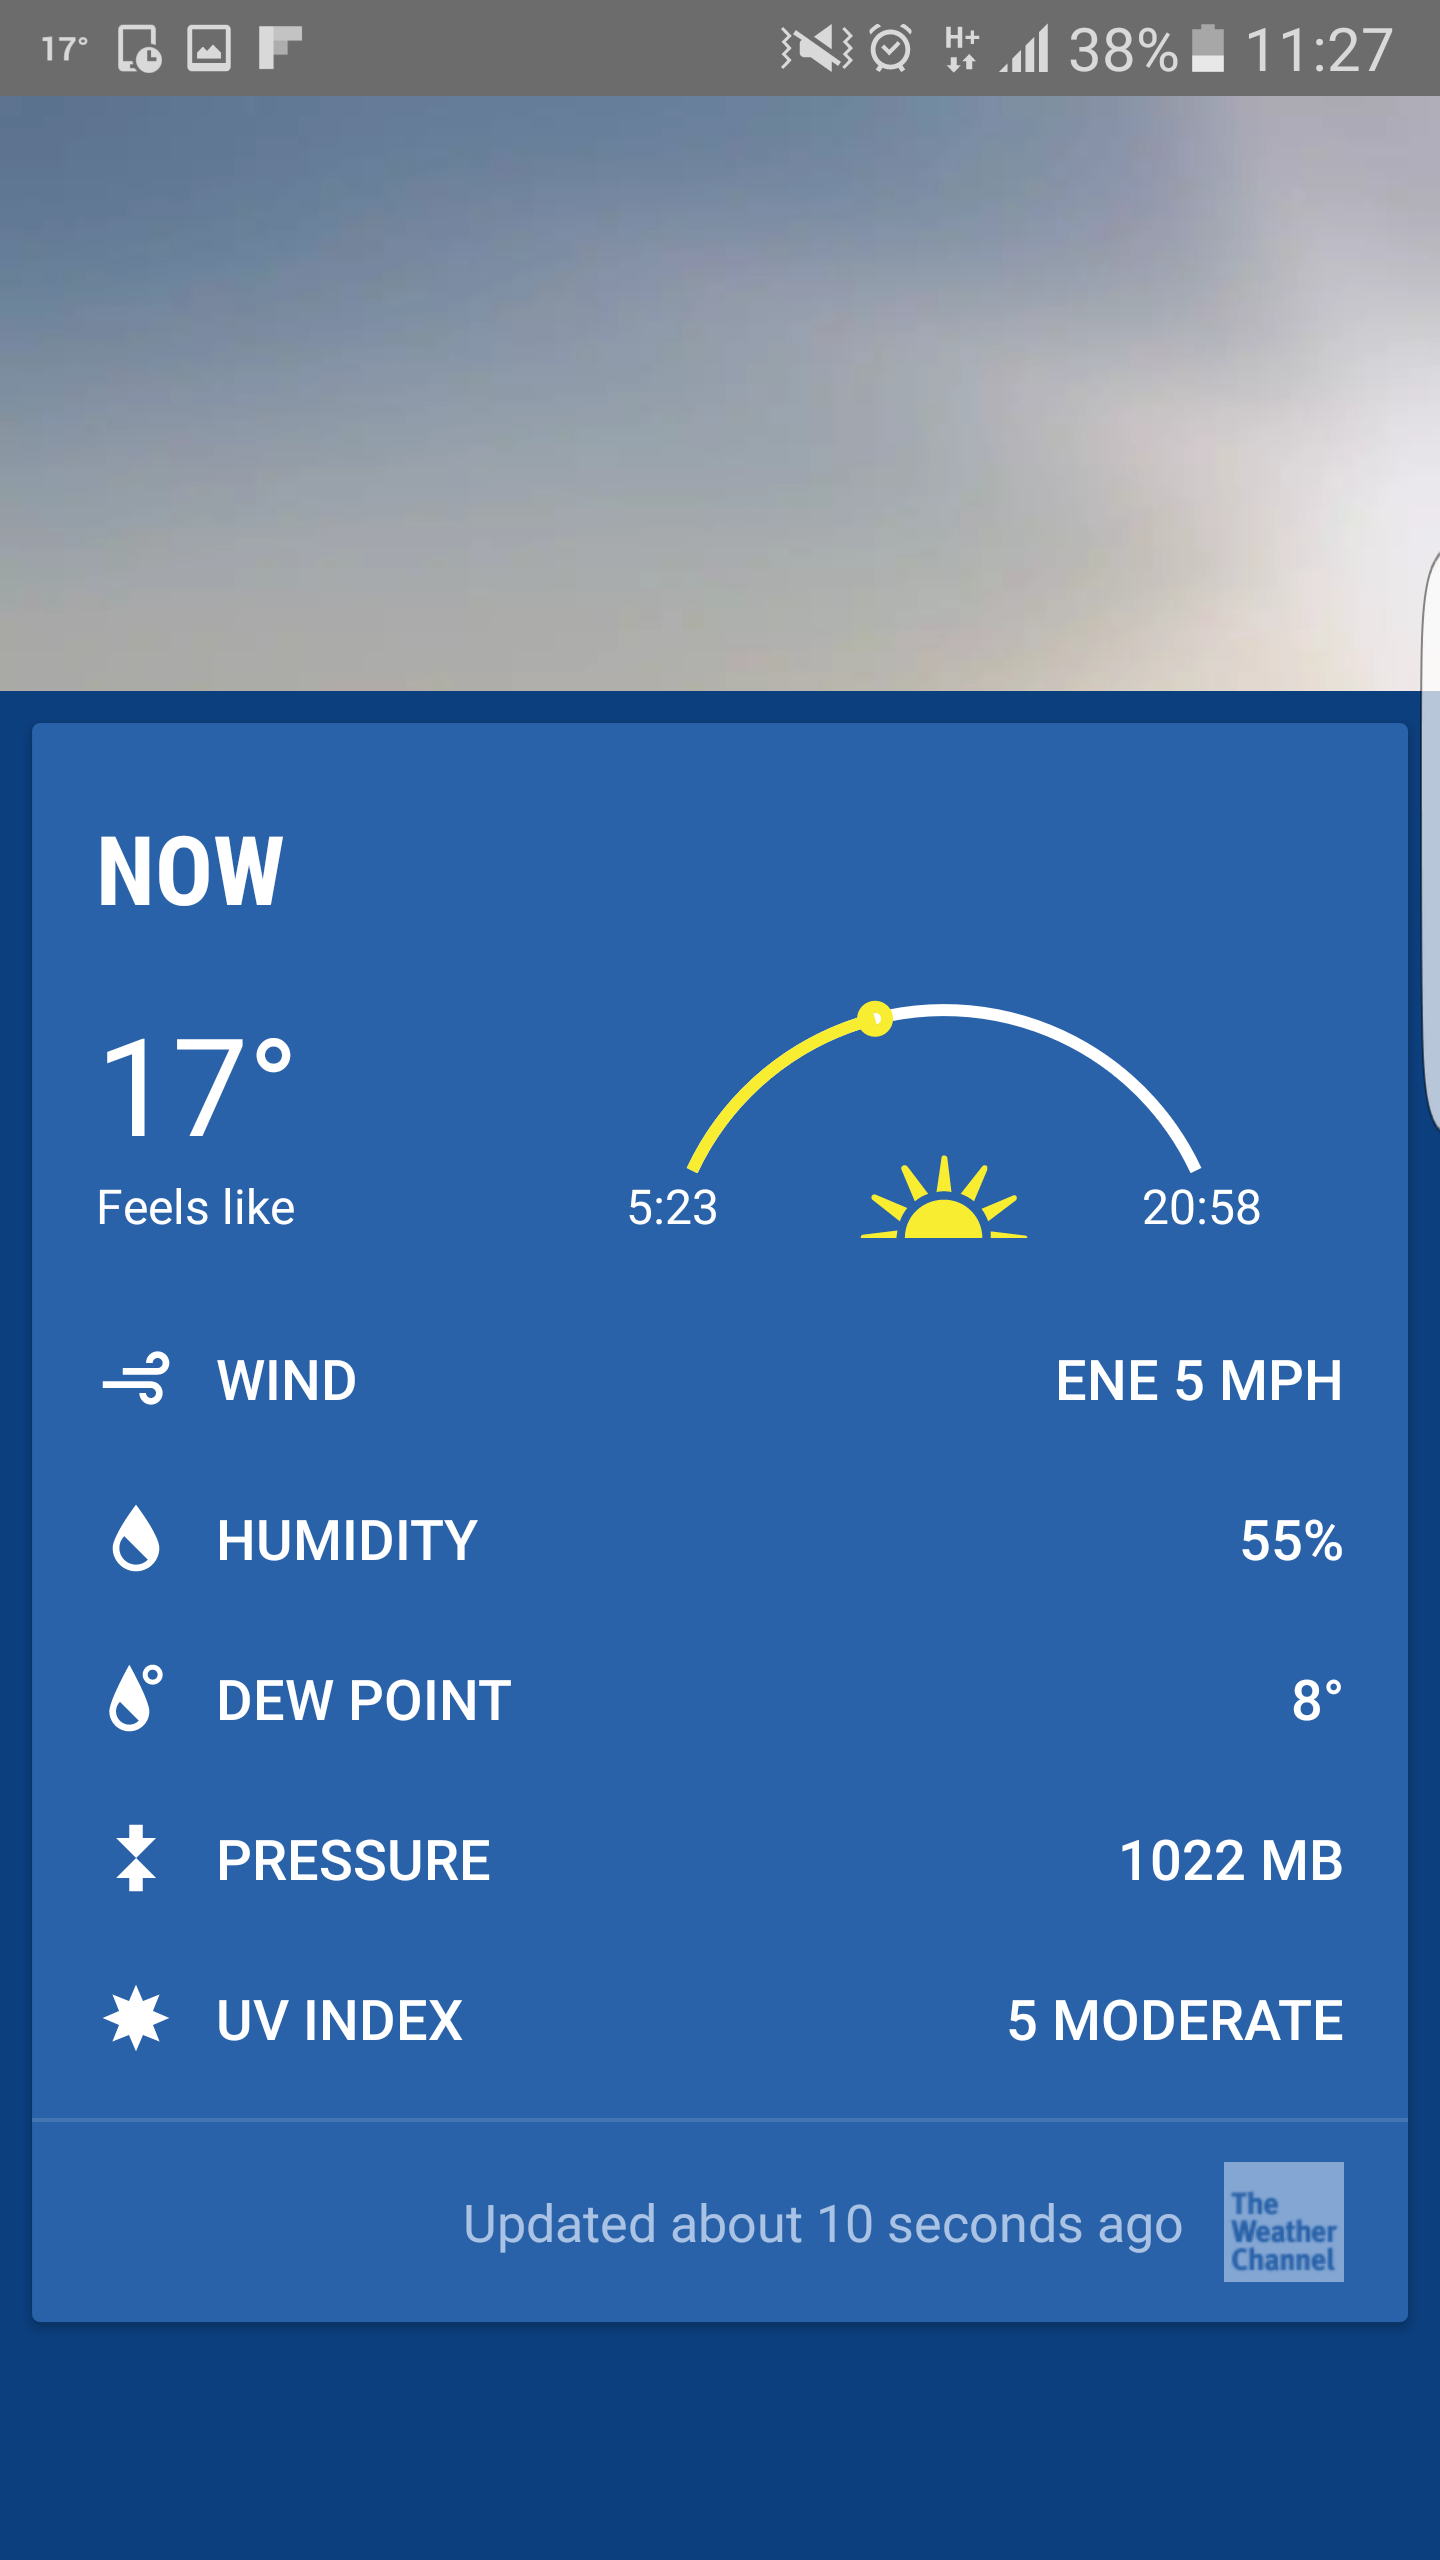 17° H+ 38% 11:27
NOW
17°
Feels like
5:23 20:58
WIND ENE 5 MPH
HUMIDITY 55%
DEW POINT 8°
PRESSURE 1022 MB
UV INDEX 5 MODERATE
Updated about 10 seconds ago
The
Weather
Channel